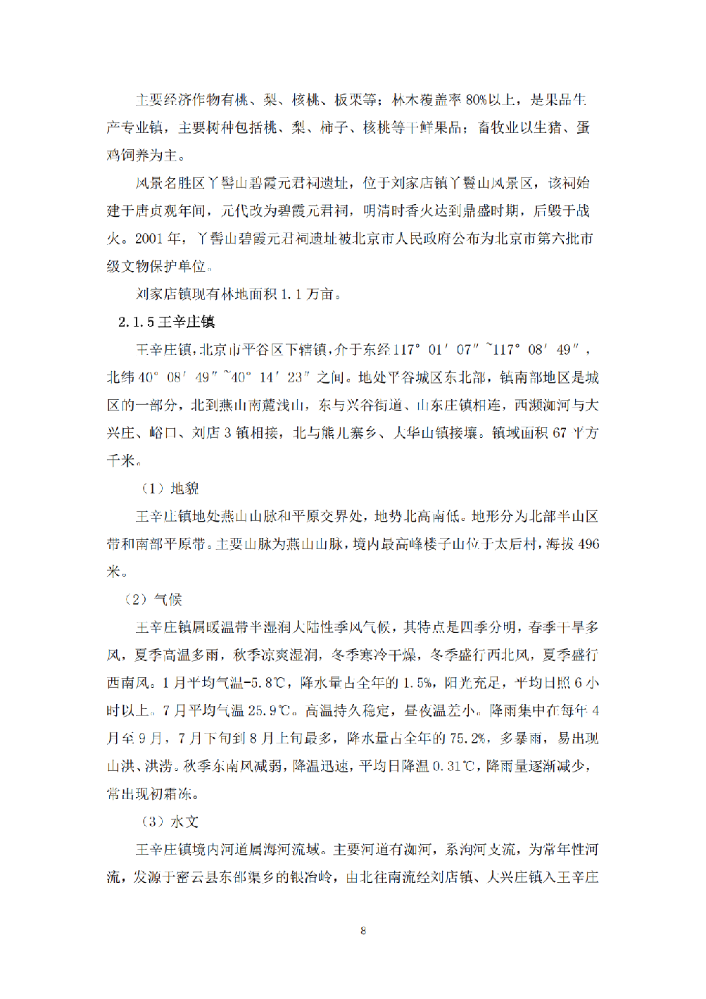 主要经济作物有桃、梨、核桃、板栗等；林木覆盖率 80%以上，是果品生
产专业镇，主要树种包括桃、梨、柿子、核桃等干鲜果品；畜牧业以生猪、蛋
鸡饲养为主。
风景名胜区丫髻山碧霞元君祠遗址，位于刘家店镇丫鬟山风景区，该祠始
建于唐贞观年间，元代改为碧霞元君祠，明清时香火达到鼎盛时期，后毁于战
火。2001 年，丫髻山碧霞元君祠遗址被北京市人民政府公布为北京市第六批市
级文物保护单位。
刘家店镇现有林地面积 1.1 万亩。
2.1.5 王辛庄镇
王辛庄镇，北京市平谷区下辖镇，介于东经 117° 01′ 07″~117° 08′ 49″，
北纬 40° 08′ 49″~40° 14′ 23″之间。地处平谷城区东北部，镇南部地区是城
区的一部分，北到燕山南麓浅山，东与兴谷街道、山东庄镇相连，西濒洳河与大
兴庄、峪口、刘店 3 镇相接，北与熊儿寨乡、大华山镇接壤。镇域面积 67 平方
千米。
（1）地貌
王辛庄镇地处燕山山脉和平原交界处，地势北高南低。地形分为北部半山区
带和南部平原带。主要山脉为燕山山脉，境内最高峰楼子山位于太后村，海拔 496
米。
（2）气候
王辛庄镇属暖温带半湿润大陆性季风气候，其特点是四季分明，春季干旱多
风，夏季高温多雨，秋季凉爽湿润，冬季寒冷干燥，冬季盛行西北风，夏季盛行
西南风。1 月平均气温-5.8℃，降水量占全年的 1.5%，阳光充足，平均日照 6 小
时以上。7 月平均气温 25.9℃。高温持久稳定，昼夜温差小。降雨集中在每年 4
月至 9 月，7 月下旬到 8 月上旬最多，降水量占全年的 75.2%，多暴雨，易出现
山洪、洪涝。秋季东南风减弱，降温迅速，平均日降温 0.31℃，降雨量逐渐减少，
常出现初霜冻。
（3）水文
王辛庄镇境内河道属海河流域。主要河道有洳河，系泃河支流，为常年性河
流，发源于密云县东邵渠乡的银冶岭，由北往南流经刘店镇、大兴庄镇入王辛庄
8